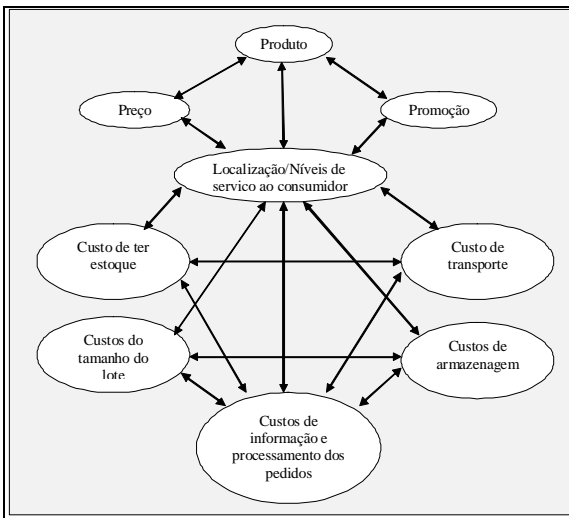 Produto
Preço
Promoção
Localização/Níveis de
servico ao consumidor
Custo de ter
estoque
Custo de
transporte
Custos do
tamanho do
lote
Custos de
armazenagem
Custos de
informação e
processamento dos
pedidos